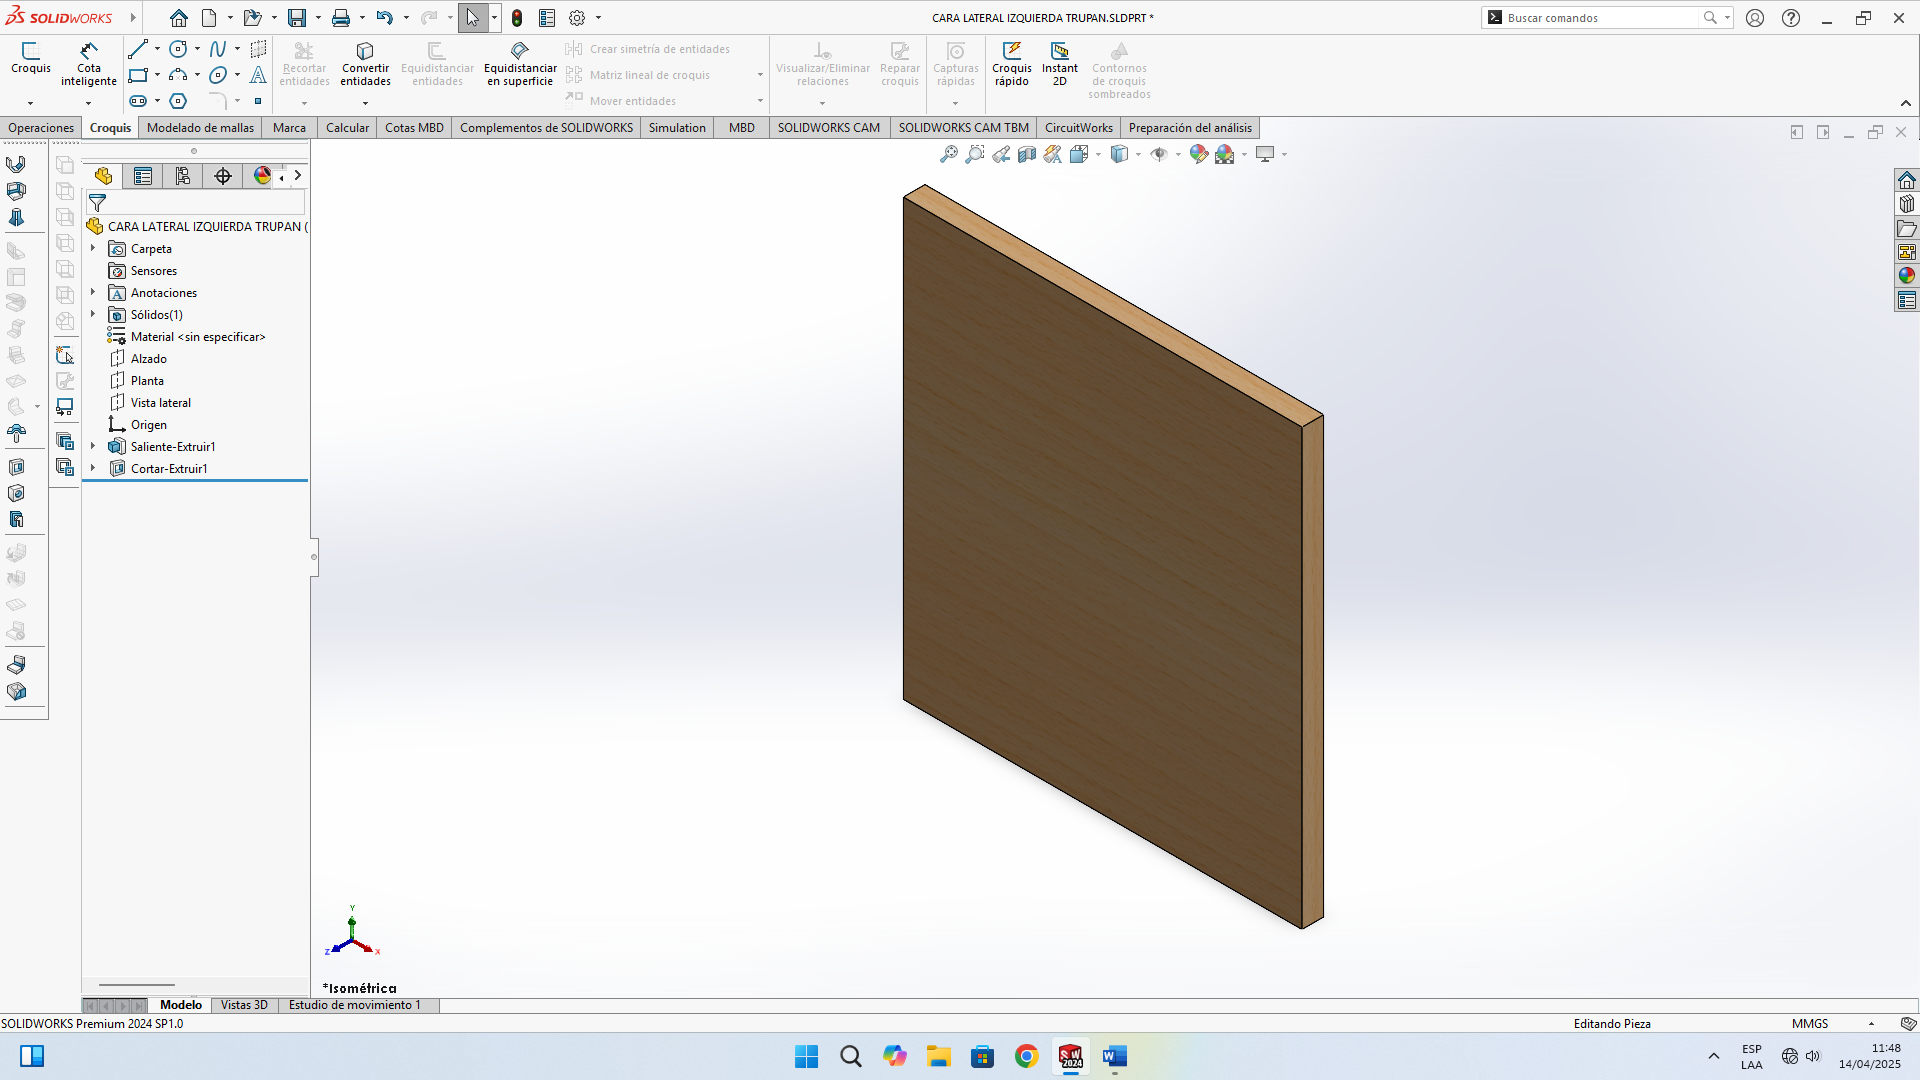 SOLIDWORKS
CARA LATERAL IZQUIERDA TRUPAN.SLDPRT *
Buscar comandos
Croquis
Cota inteligente
Recortar entidades
Convertir entidades
Equidistanciar entidades
Equidistanciar en superficie
Crear simetría de entidades
Matriz lineal de croquis
Mover entidades
Visualizar/Eliminar relaciones
Reparar croquis
Capturas rápidas
Croquis rápido
Instant 2D
Contornos de croquis sombreados
Operaciones
Croquis
Modelado de mallas
Marca
Calcular
Cotas MBD
Complementos de SOLIDWORKS
Simulation
MBD
SOLIDWORKS CAM
SOLIDWORKS CAM TBM
CircuitWorks
Preparación del análisis
CARA LATERAL IZQUIERDA TRUPAN (
Carpeta
Sensores
Anotaciones
Sólidos(1)
Material <sin especificar>
Alzado
Planta
Vista lateral
Origen
Saliente-Extruir1
Cortar-Extruir1
Y
Z
X
*Isométrica
Modelo
Vistas 3D
Estudio de movimiento 1
SOLIDWORKS Premium 2024 SP1.0
Editando Pieza
MMGS
ESP
LAA
11:48
14/04/2025